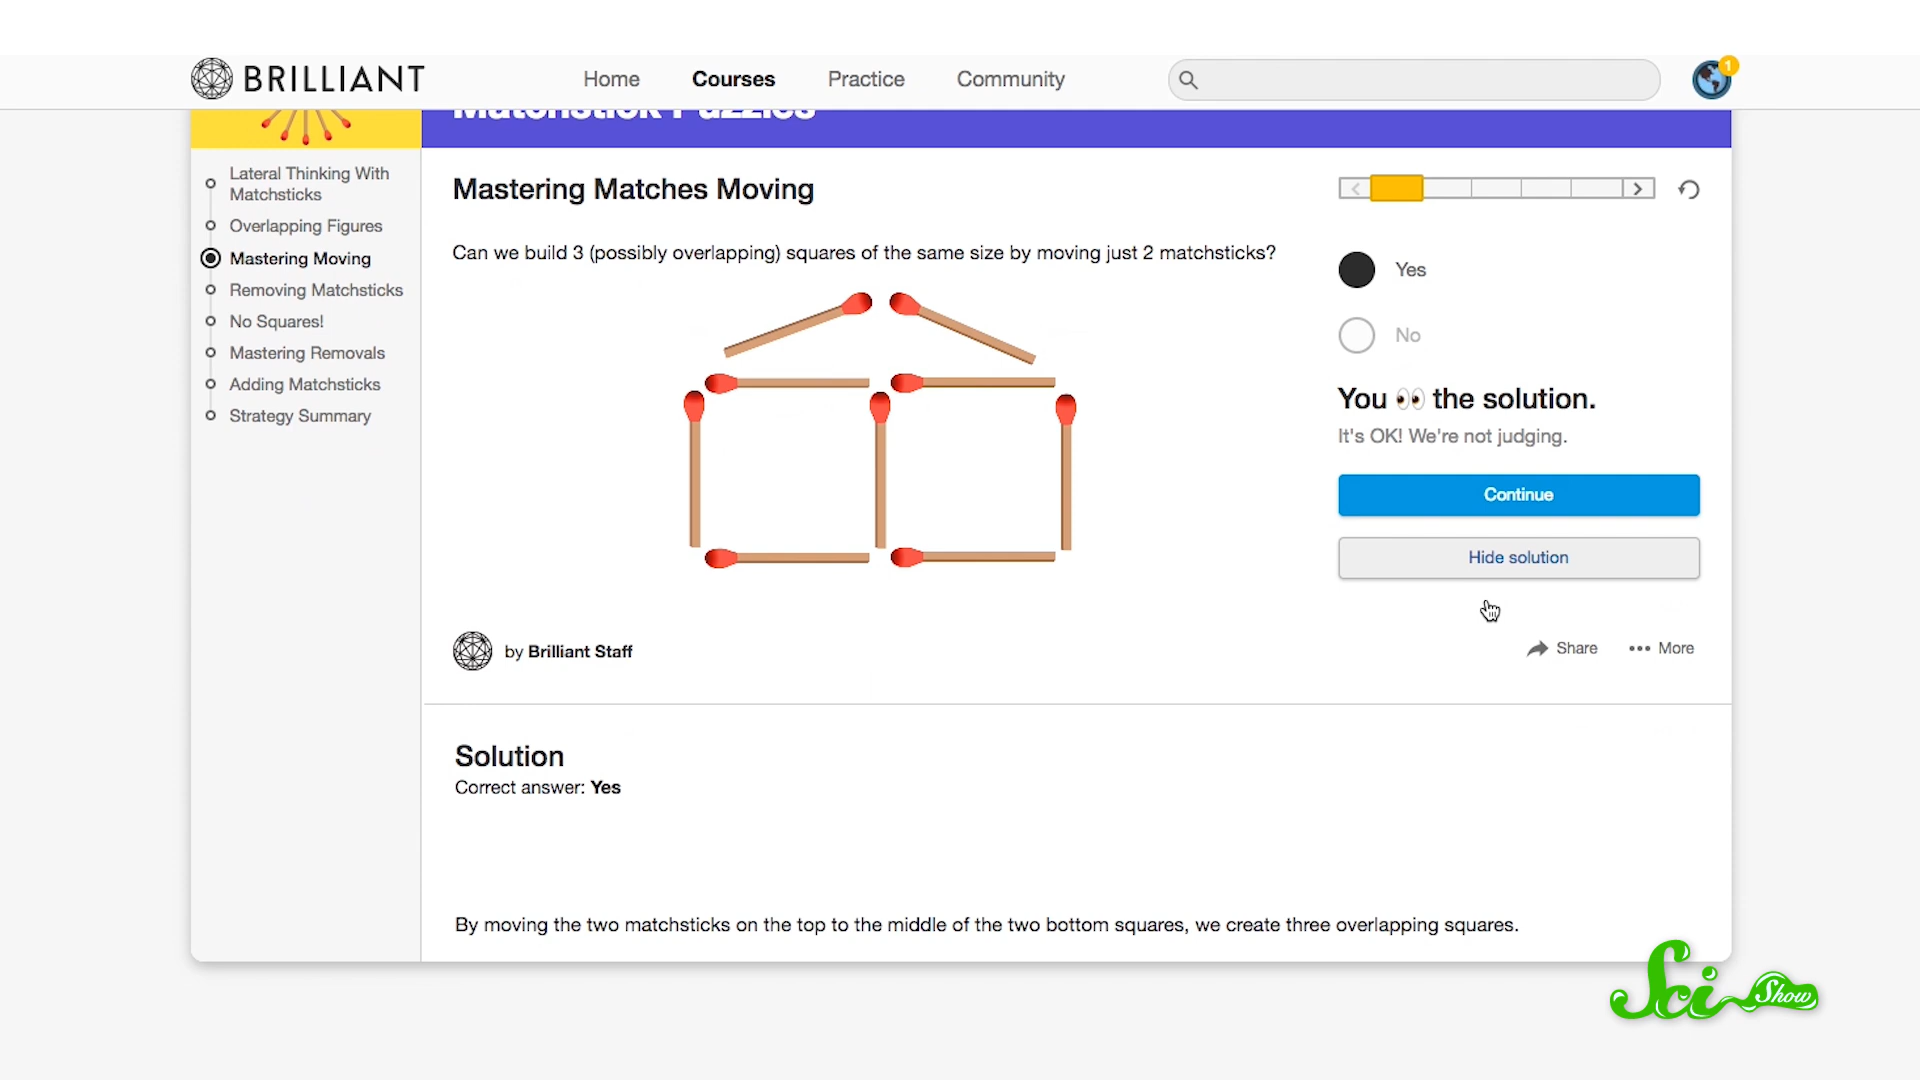 BRILLIANT
Home
Courses
Practice
Community
1
Matchstick Puzzles
Lateral Thinking With
Matchsticks
Overlapping Figures
Mastering Moving
Removing Matchsticks
No Squares!
Mastering Removals
Adding Matchsticks
Strategy Summary
Mastering Matches Moving
Can we build 3 (possibly overlapping) squares of the same size by moving just 2 matchsticks?
Yes
No
You 👀 the solution.
It's OK! We're not judging.
Continue
Hide solution
by Brilliant Staff
Share
More
Solution
Correct answer: Yes
By moving the two matchsticks on the top to the middle of the two bottom squares, we create three overlapping squares.
Sci Show